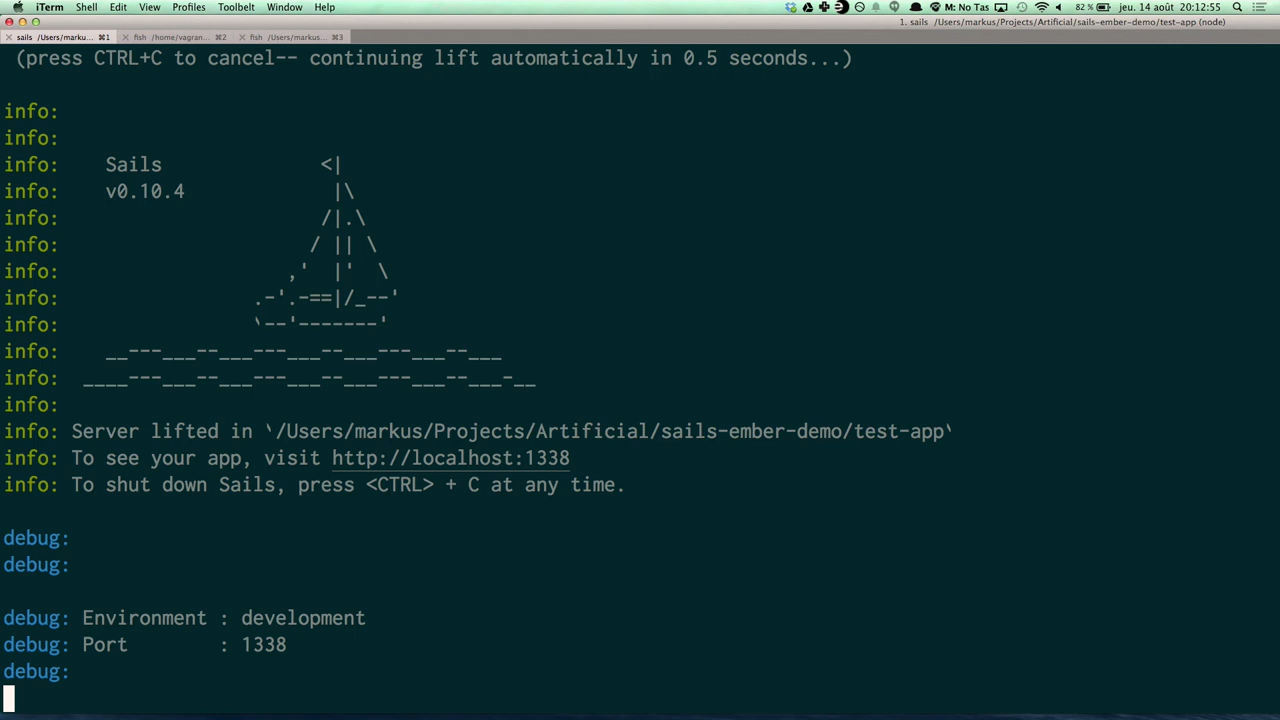 iTerm Shell Edit View Profiles Toolbelt Window Help M: No Tas 82 % jeu. 14 août 20:12:55
1. sails /Users/markus/Projects/Artificial/sails-ember-demo/test-app (node)
sails /Users/marku... ⌘1 fish /home/vagran... ⌘2 fish /Users/markus... ⌘3
(press CTRL+C to cancel-- continuing lift automatically in 0.5 seconds...)
info:
info:
info:    Sails              <|
info:    v0.10.4             |\
info:                       /|.\
info:                      / || \
info:                    ,'  |'  \
info:                 .-'.-==|/_--'
info:                 `--'-------'
info:    __---___--___---___--___---___--___
info:  ____---___--___---___--___---___--___-__
info:
info: Server lifted in `/Users/markus/Projects/Artificial/sails-ember-demo/test-app`
info: To see your app, visit http://localhost:1338
info: To shut down Sails, press <CTRL> + C at any time.
debug:
debug:
debug: Environment : development
debug: Port        : 1338
debug: